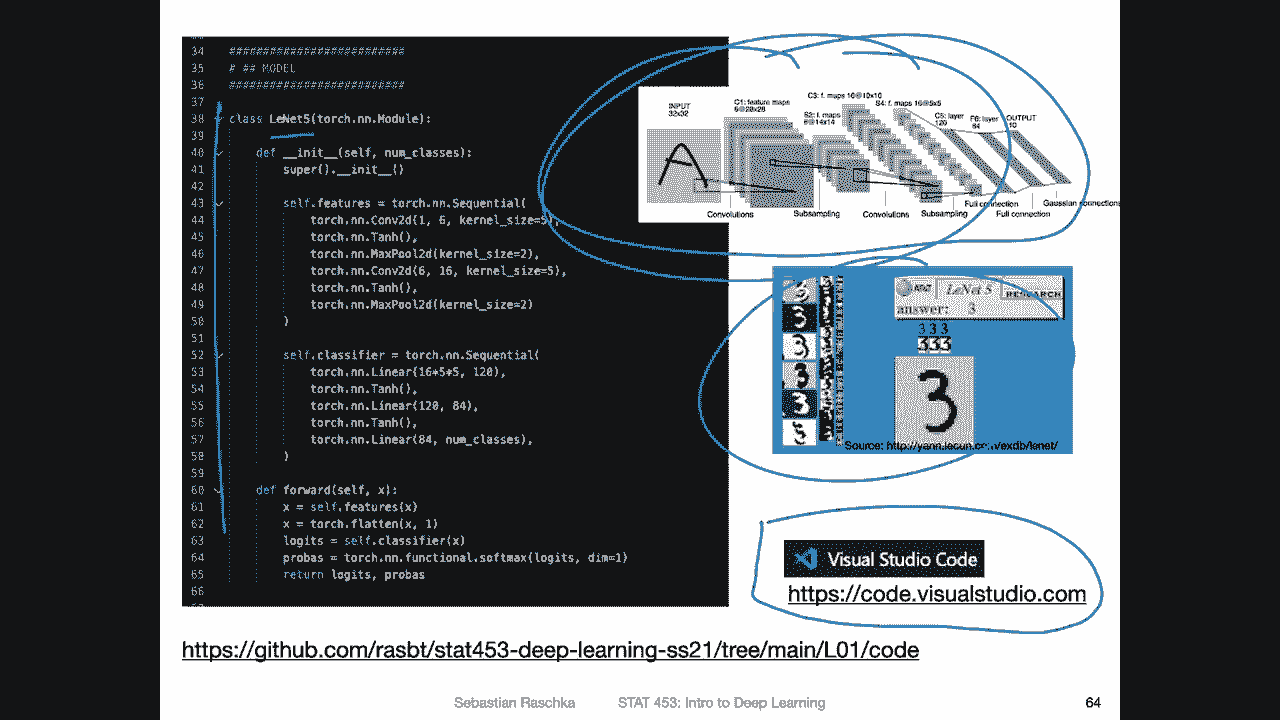 34 #########################
35 # ## MODEL
36 #########################
37
38 class LeNet5(torch.nn.Module):
39
40 def __init__(self, num_classes):
41 super().__init__()
42
43 self.features = torch.nn.Sequential(
44 torch.nn.Conv2d(1, 6, kernel_size=5),
45 torch.nn.Tanh(),
46 torch.nn.MaxPool2d(kernel_size=2),
47 torch.nn.Conv2d(6, 16, kernel_size=5),
48 torch.nn.Tanh(),
49 torch.nn.MaxPool2d(kernel_size=2)
50 )
51
52 self.classifier = torch.nn.Sequential(
53 torch.nn.Linear(16*5*5, 120),
54 torch.nn.Tanh(),
55 torch.nn.Linear(120, 84),
56 torch.nn.Tanh(),
57 torch.nn.Linear(84, num_classes),
58 )
59
60 def forward(self, x):
61 x = self.features(x)
62 x = torch.flatten(x, 1)
63 logits = self.classifier(x)
64 probas = torch.nn.functional.softmax(logits, dim=1)
65 return logits, probas
66
INPUT
32x32
A
C1: feature maps
6@28x28
S2: f. maps
6@14x14
C3: f. maps 16@10x10
S4: f. maps 16@5x5
C5: layer
120
F6: layer
84
OUTPUT
10
Convolutions
Subsampling
Convolutions
Subsampling
Full connection
Full connection
Gaussian connections
AT&T LeNet 5 RESEARCH
answer: 3
3 3 3
333
3
3
3
3
3
3
Source: http://yann.lecun.com/exdb/lenet/
Visual Studio Code
https://code.visualstudio.com
https://github.com/rasbt/stat453-deep-learning-ss21/tree/main/L01/code
Sebastian Raschka STAT 453: Intro to Deep Learning 64